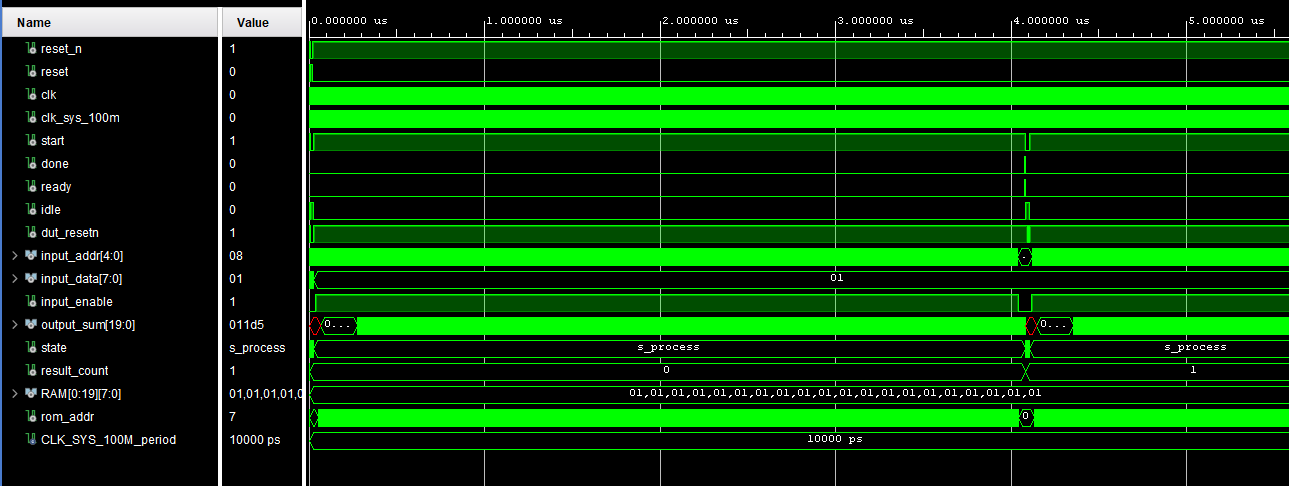 Name Value 0.000000 us 1.000000 us 2.000000 us 3.000000 us 4.000000 us 5.000000 us
reset_n 1
reset 0
clk 0
clk_sys_100m 0
start 1
done 0
ready 0
idle 0
dut_resetn 1
input_addr[4:0] 08 .
input_data[7:0] 01 01
input_enable 1
output_sum[19:0] 011d5 0... 0...
state s_process s_process s_process
result_count 1 0 1
RAM[0:19][7:0] 01,01,01,01,0 01,01,01,01,01,01,01,01,01,01,01,01,01,01,01,01,01,01,01,01
rom_addr 7 0
CLK_SYS_100M_period 10000 ps 10000 ps